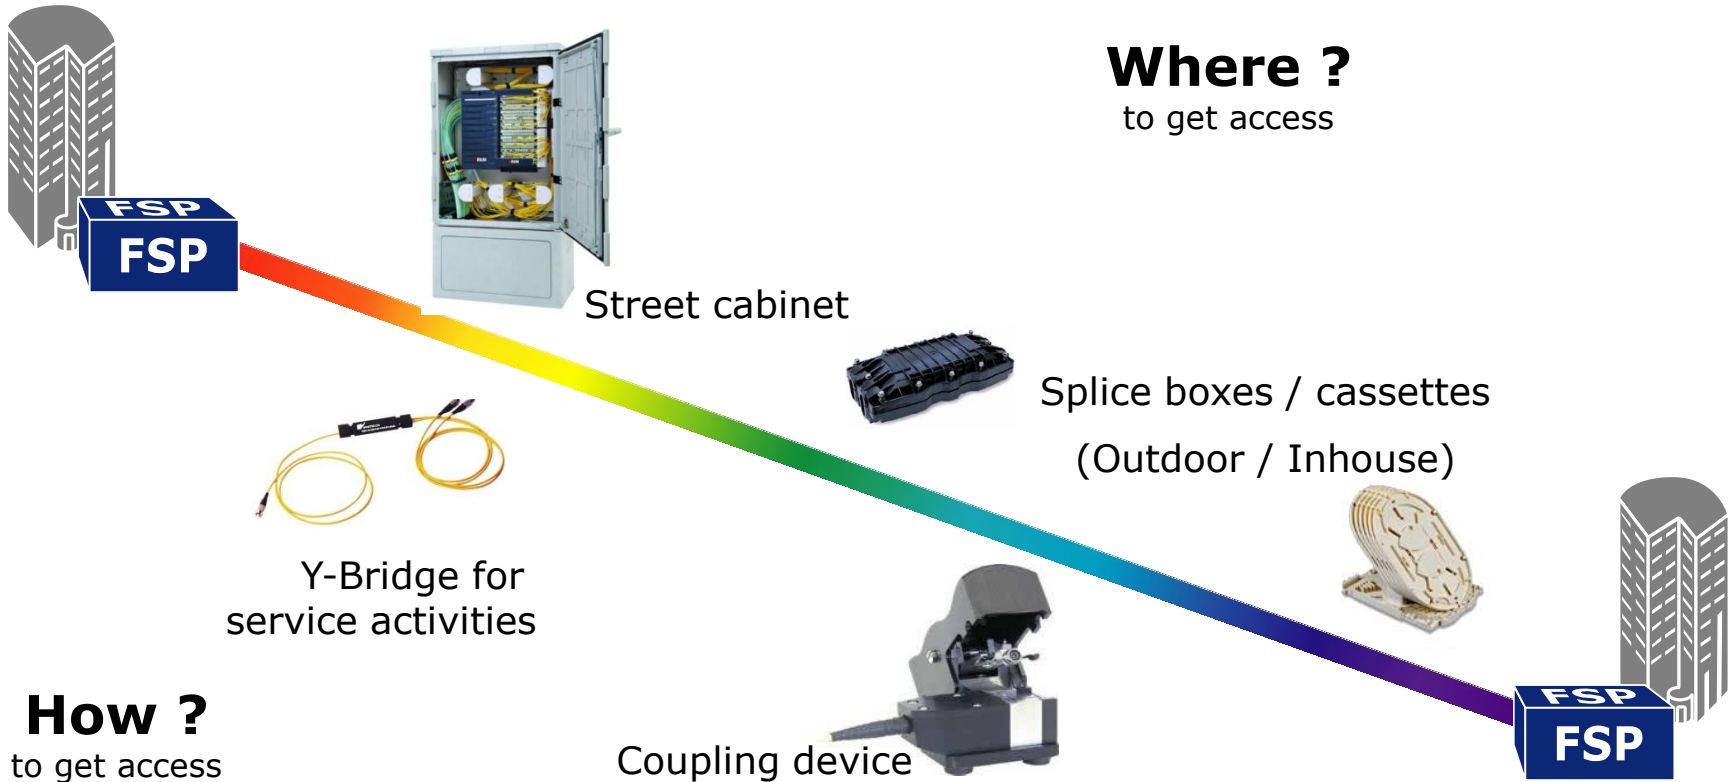 Where ?
to get access
FSP
FSP
Street cabinet
Splice boxes / cassettes
(Outdoor / Inhouse)
Y-Bridge for
service activities
How ?
to get access
Coupling device
FSP
FSP